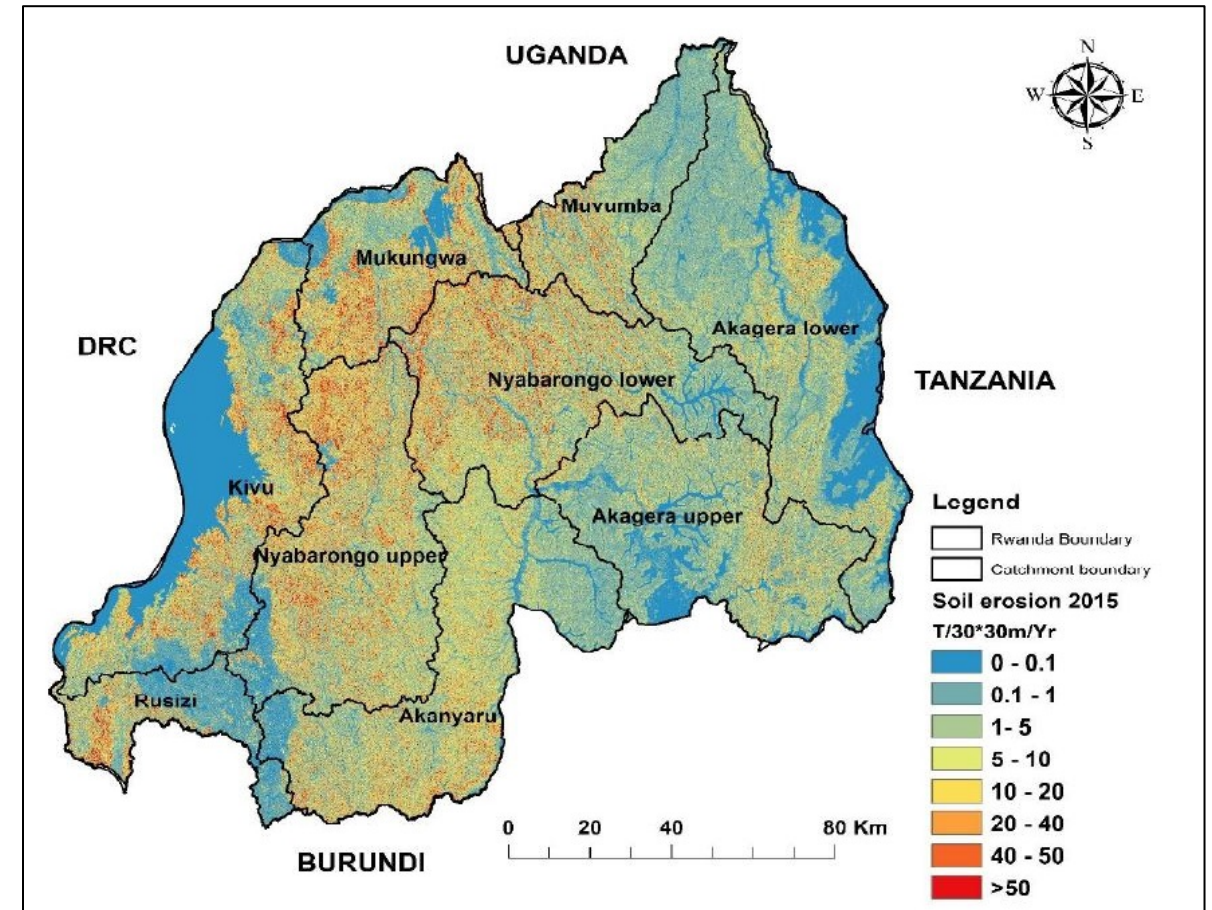 UGANDA
N
W
E
S
Muvumba
Mukungwa
Akagera lower
DRC
Nyabarongo lower
TANZANIA
Kivu
Akagera upper
Nyabarongo upper
Rusizi
Akanyaru
BURUNDI
0 20 40 80 Km
Legend
Rwanda Boundary
Catchment boundary
Soil erosion 2015
T/30*30m/Yr
0 - 0.1
0.1 - 1
1- 5
5 - 10
10 - 20
20 - 40
40 - 50
>50